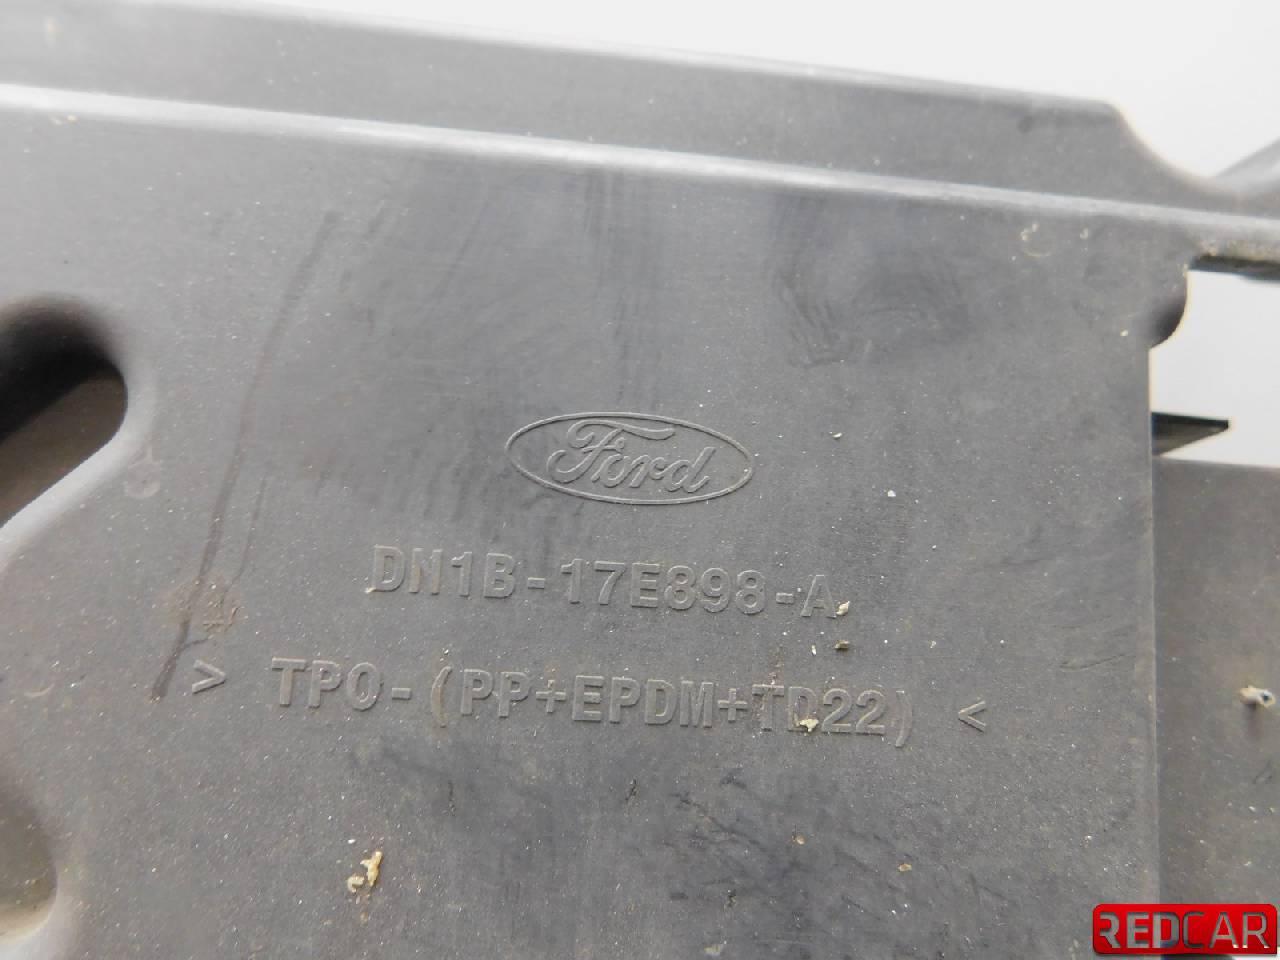 Ford
DN1B-17E898-A
> TPO-(PP+EPDM+TD22) <
REDCAR